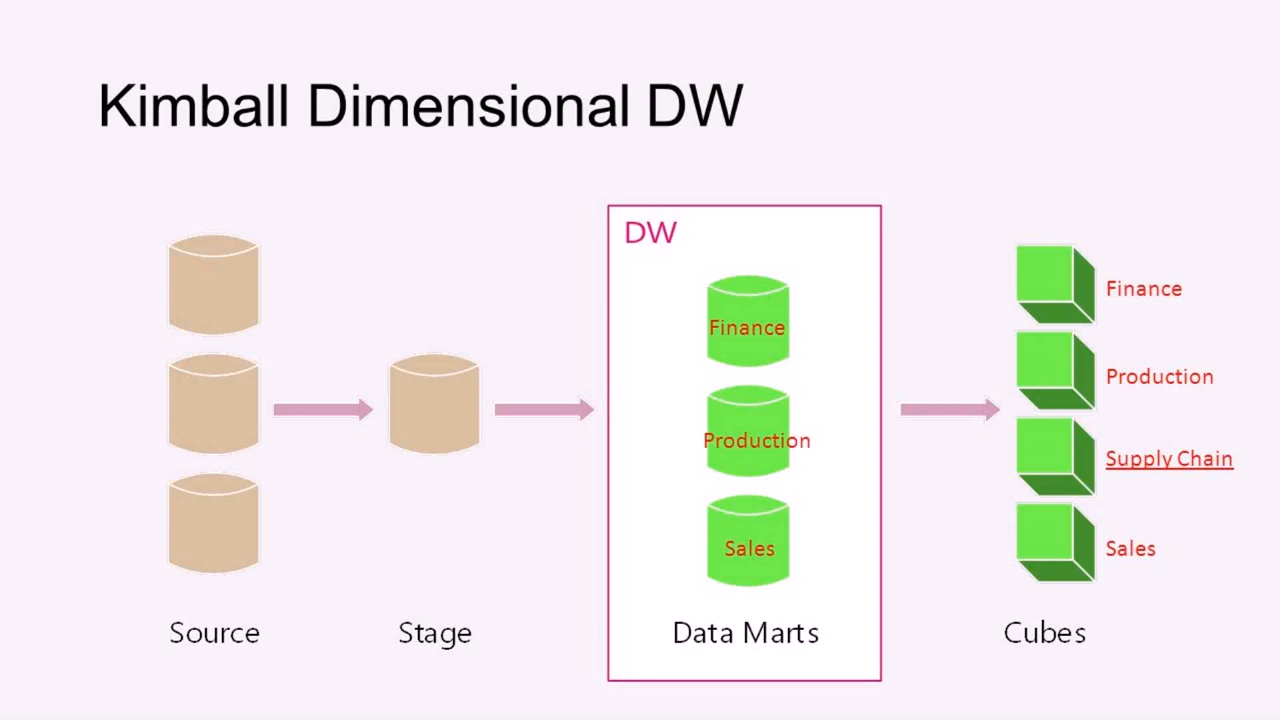 Kimball Dimensional DW
DW
Finance
Production
Sales
Finance
Production
Supply Chain
Sales
Source
Stage
Data Marts
Cubes